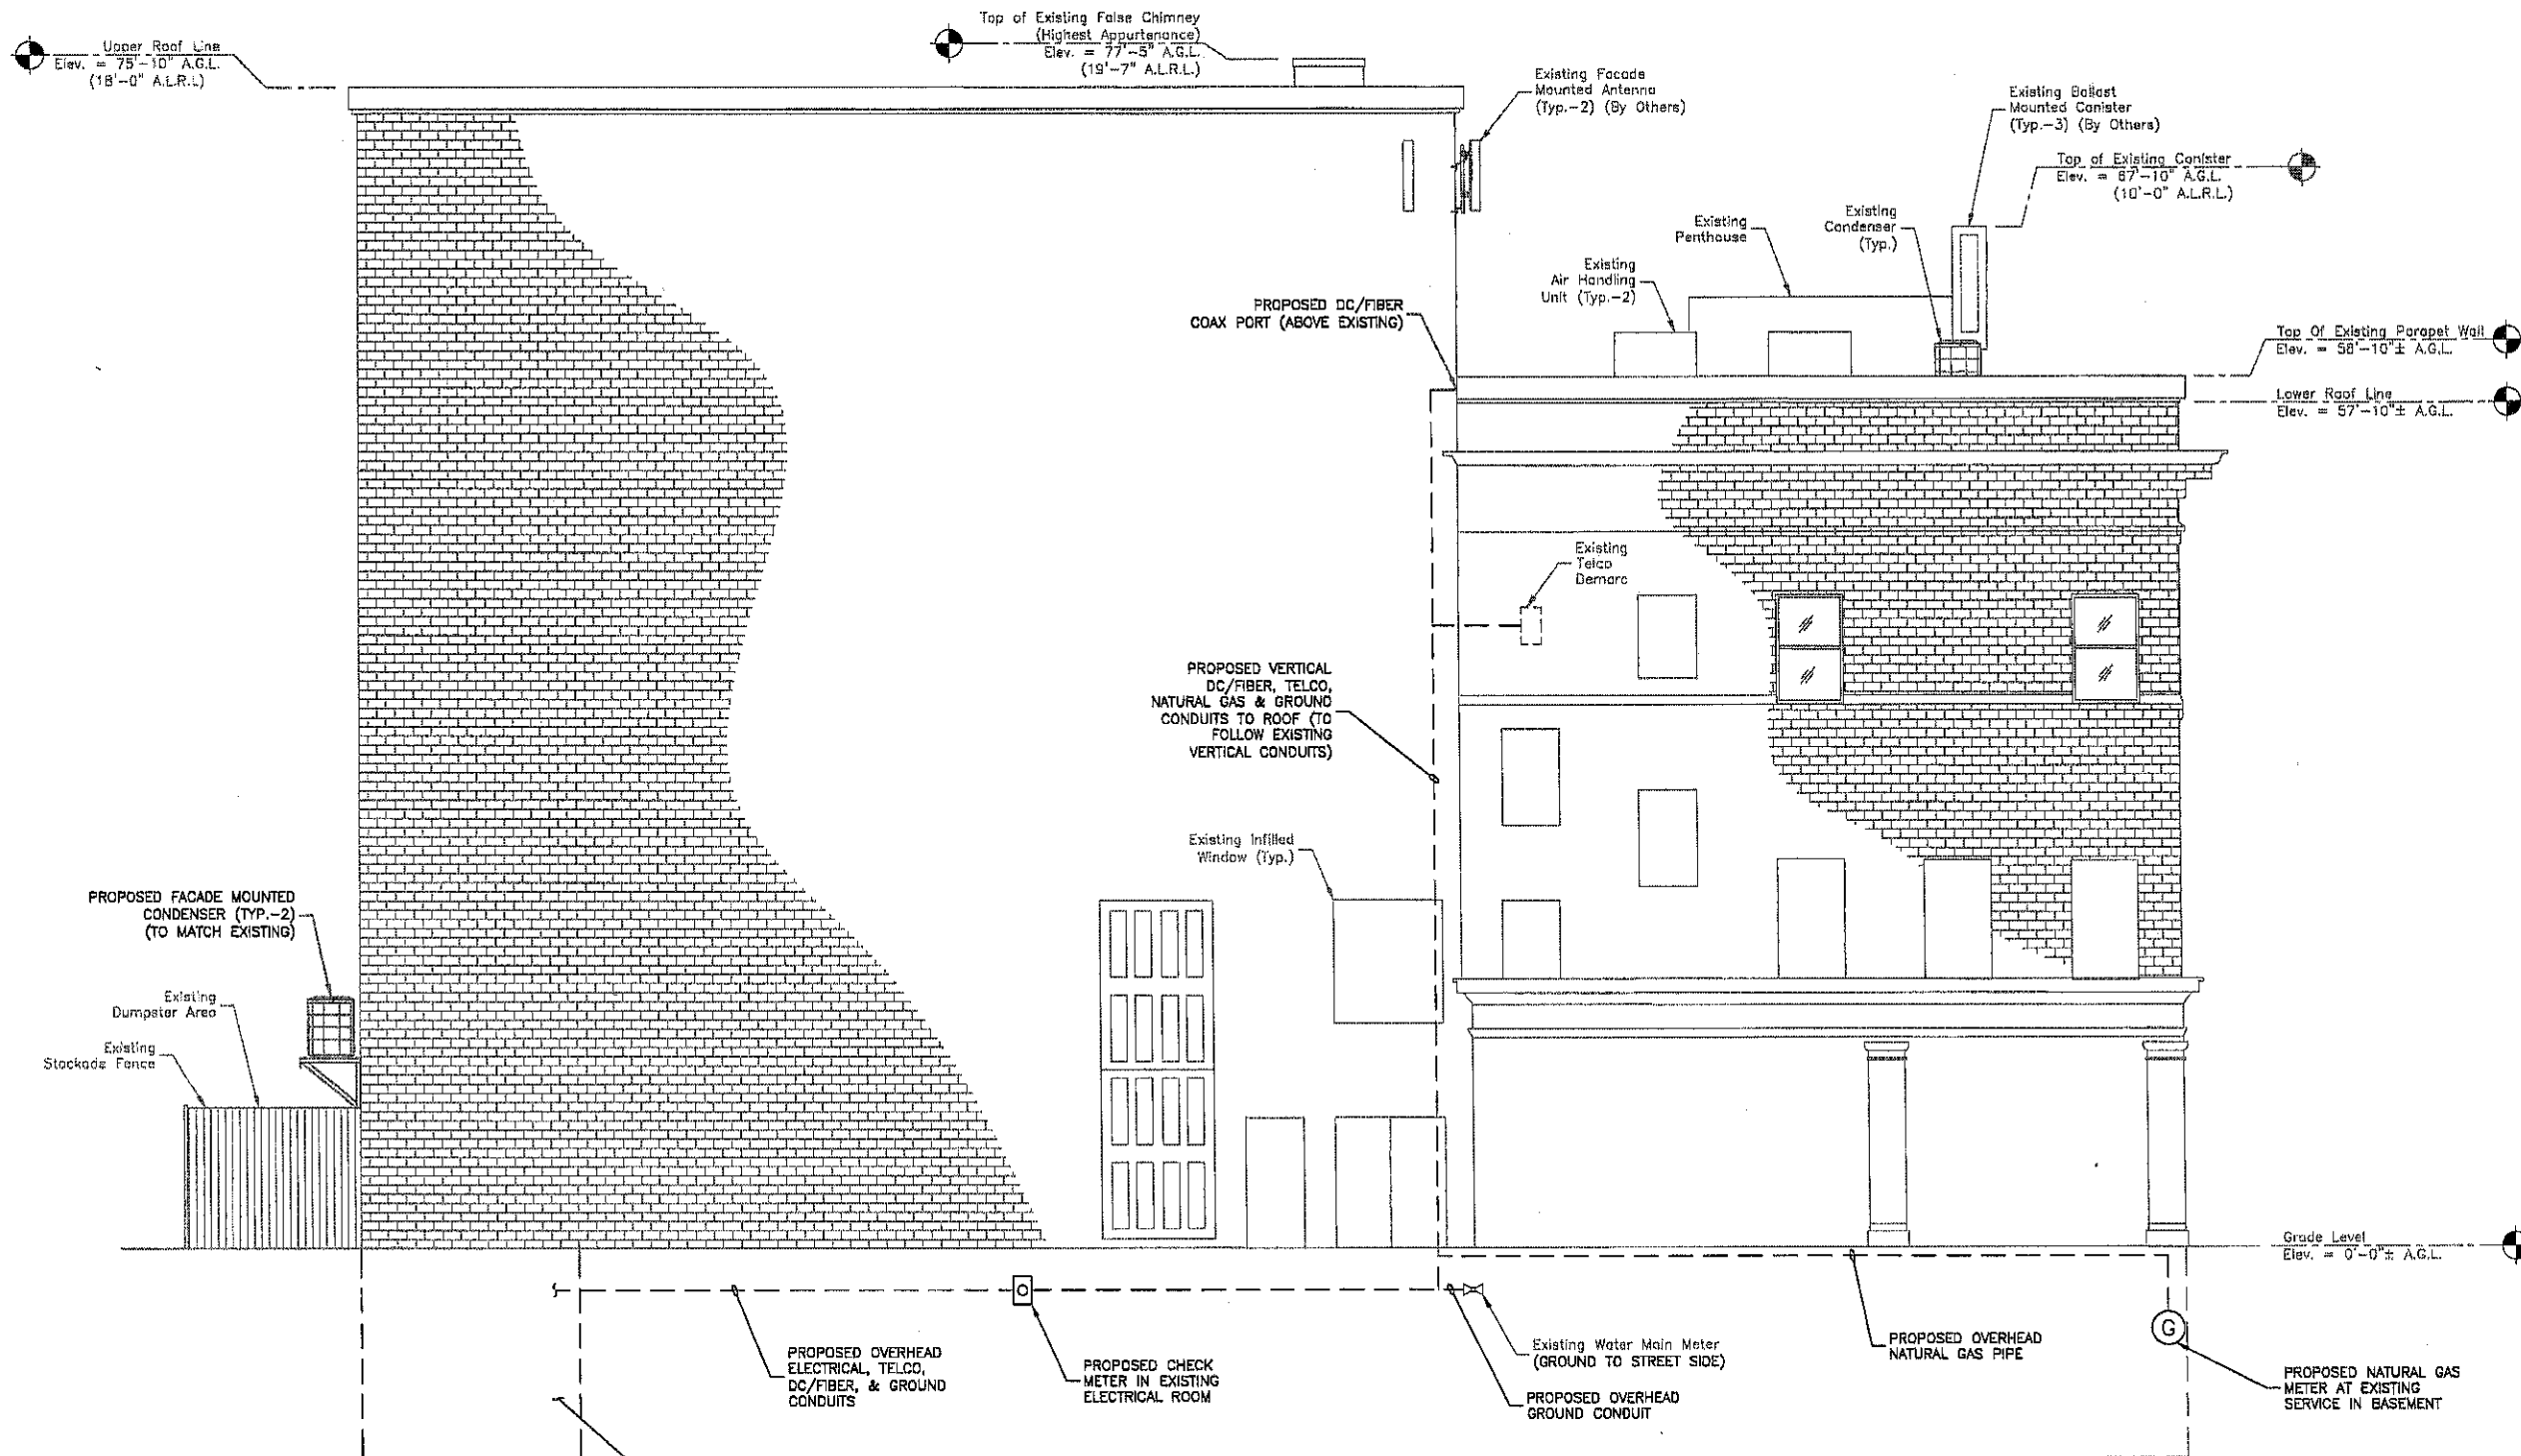 Upper Roof Line
Elev. = 75'-10" A.G.L.
(18'-0" A.L.R.L)
Top of Existing False Chimney
(Highest Appurtenance)
Elev. = 77'-5" A.G.L.
(19'-7" A.L.R.L.)
Existing Facade
Mounted Antenna
(Typ.-2) (By Others)
Existing Ballast
Mounted Canister
(Typ.-3) (By Others)
Top of Existing Canister
Elev. = 67'-10" A.G.L.
(10'-0" A.L.R.L.)
Existing
Penthouse
Existing
Condenser
(Typ.)
Existing
Air Handling
Unit (Typ.-2)
PROPOSED DC/FIBER
COAX PORT (ABOVE EXISTING)
Top Of Existing Parapet Wall
Elev. = 58'-10"± A.G.L.
Lower Roof Line
Elev. = 57'-10"± A.G.L.
Existing
Telco
Demarc
PROPOSED VERTICAL
DC/FIBER, TELCO,
NATURAL GAS & GROUND
CONDUITS TO ROOF (TO
FOLLOW EXISTING
VERTICAL CONDUITS)
Existing Infilled
Window (Typ.)
PROPOSED FACADE MOUNTED
CONDENSER (TYP.-2)
(TO MATCH EXISTING)
Existing
Dumpster Area
Existing
Stockade Fence
Grade Level
Elev. = 0'-0"± A.G.L.
G
PROPOSED OVERHEAD
ELECTRICAL, TELCO,
DC/FIBER, & GROUND
CONDUITS
PROPOSED CHECK
METER IN EXISTING
ELECTRICAL ROOM
Existing Water Main Meter
(GROUND TO STREET SIDE)
PROPOSED OVERHEAD
GROUND CONDUIT
PROPOSED OVERHEAD
NATURAL GAS PIPE
PROPOSED NATURAL GAS
METER AT EXISTING
SERVICE IN BASEMENT